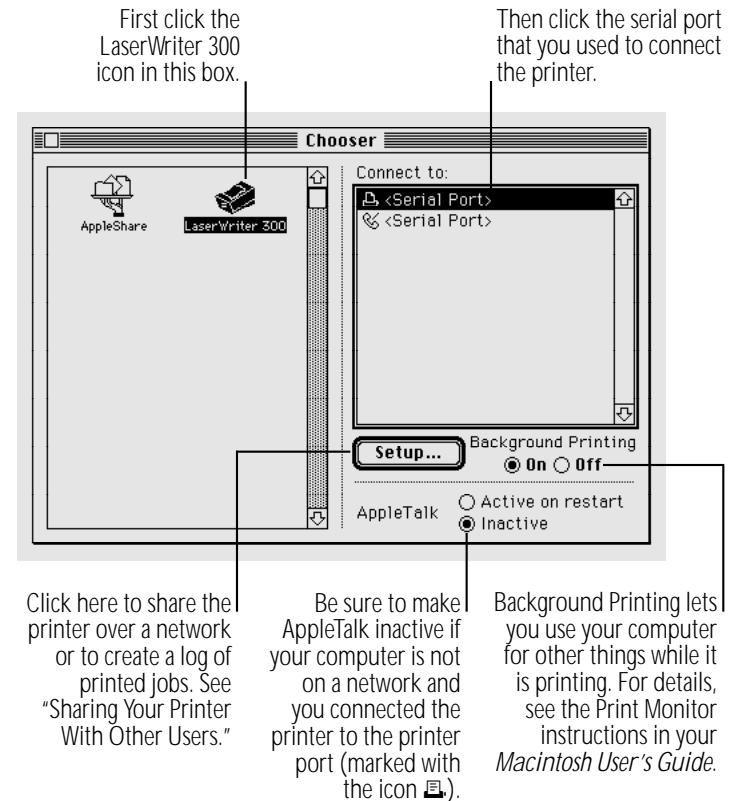 First click the
LaserWriter 300
icon in this box.
Then click the serial port
that you used to connect
the printer.
Chooser
AppleShare
LaserWriter 300
Connect to:
<Serial Port>
<Serial Port>
Setup...
Background Printing
On Off
AppleTalk
Active on restart
Inactive
Click here to share the
printer over a network
or to create a log of
printed jobs. See
“Sharing Your Printer
With Other Users.”
Be sure to make
AppleTalk inactive if
your computer is not
on a network and
you connected the
printer to the printer
port (marked with
the icon ).
Background Printing lets
you use your computer
for other things while it
is printing. For details,
see the Print Monitor
instructions in your
Macintosh User’s Guide.